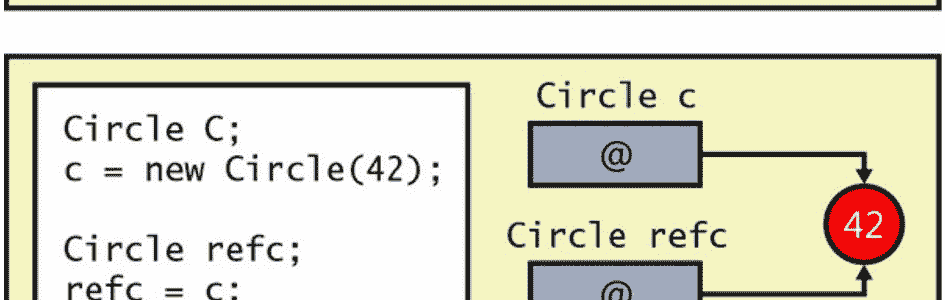 Circle C;
c = new Circle(42);
Circle refc;
refc = c;
Circle c
@
42
Circle refc
@